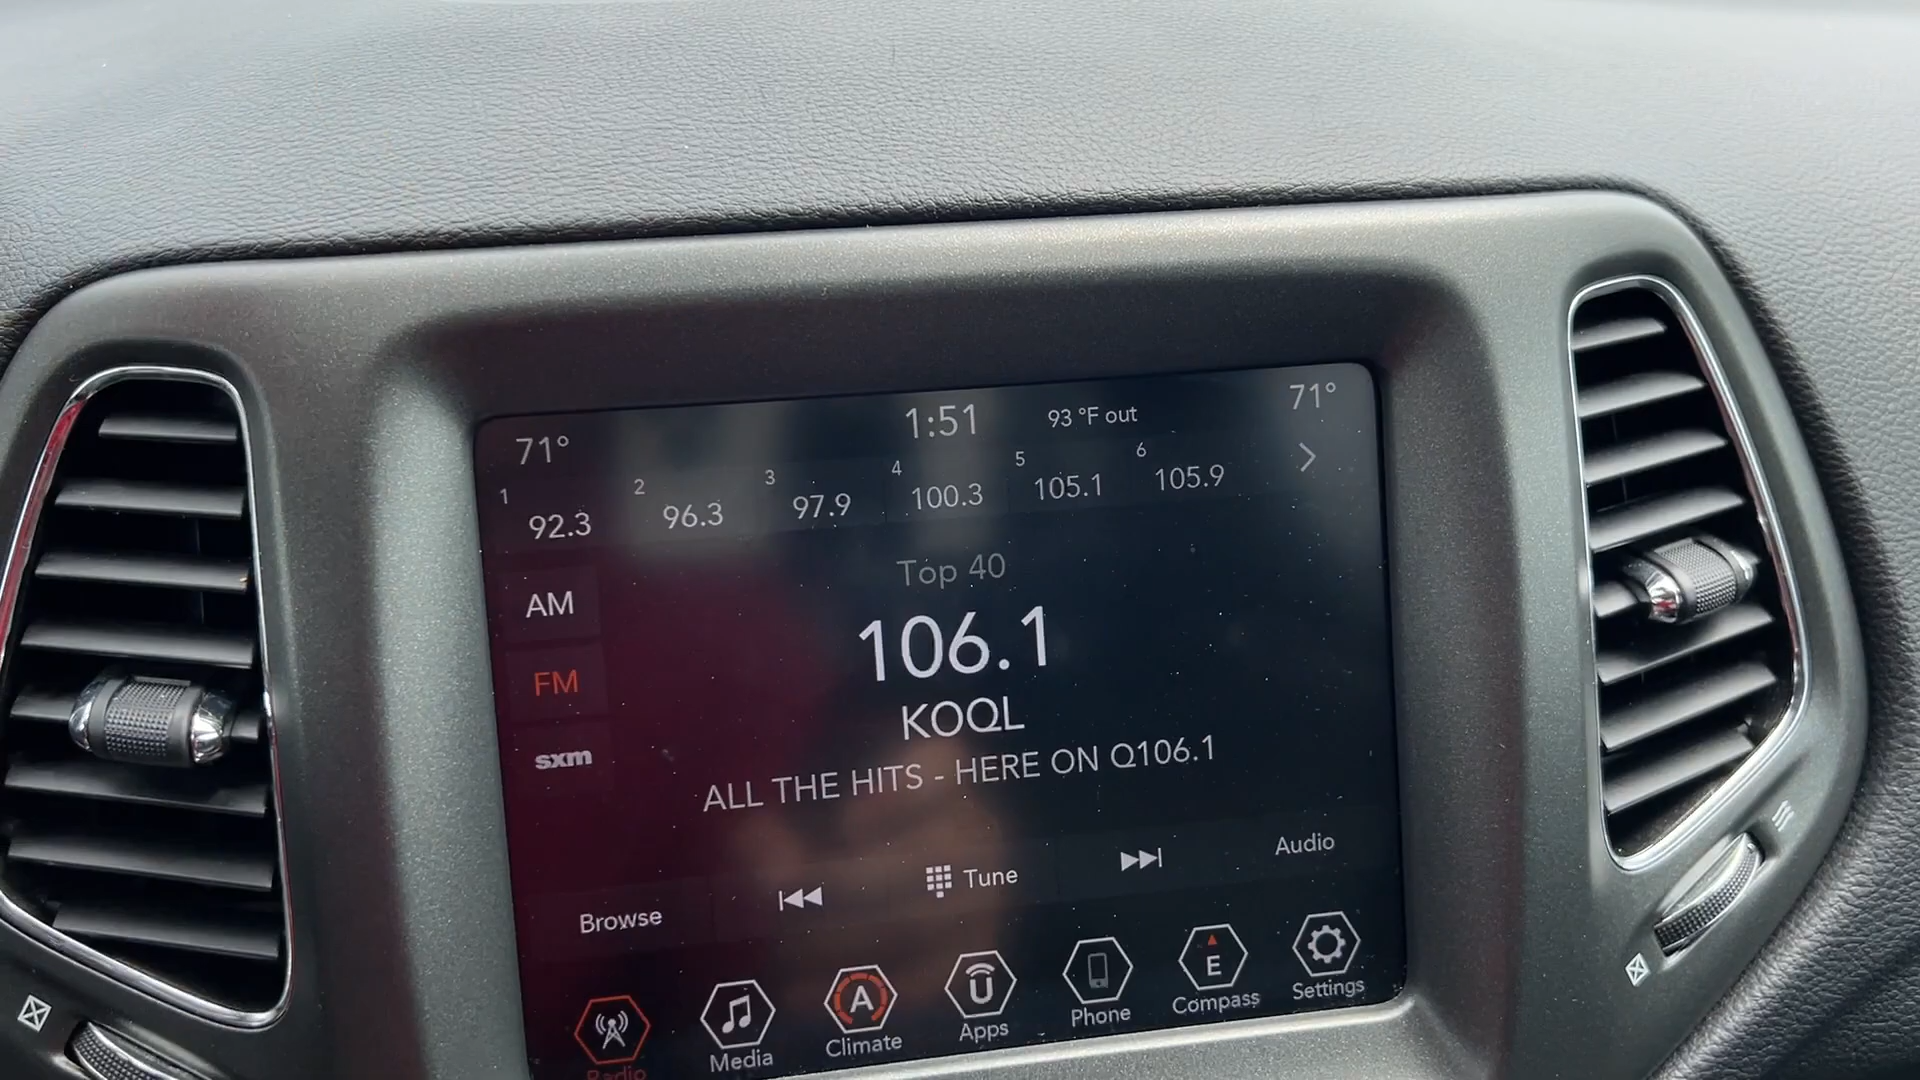 71° 1:51 93 °F out 71°
1 92.3 2 96.3 3 97.9 4 100.3 5 105.1 6 105.9
Top 40
AM
106.1
FM
KOQL
sxm
ALL THE HITS - HERE ON Q106.1
Browse Tune Audio
A U E
Radio Media Climate Apps Phone Compass Settings